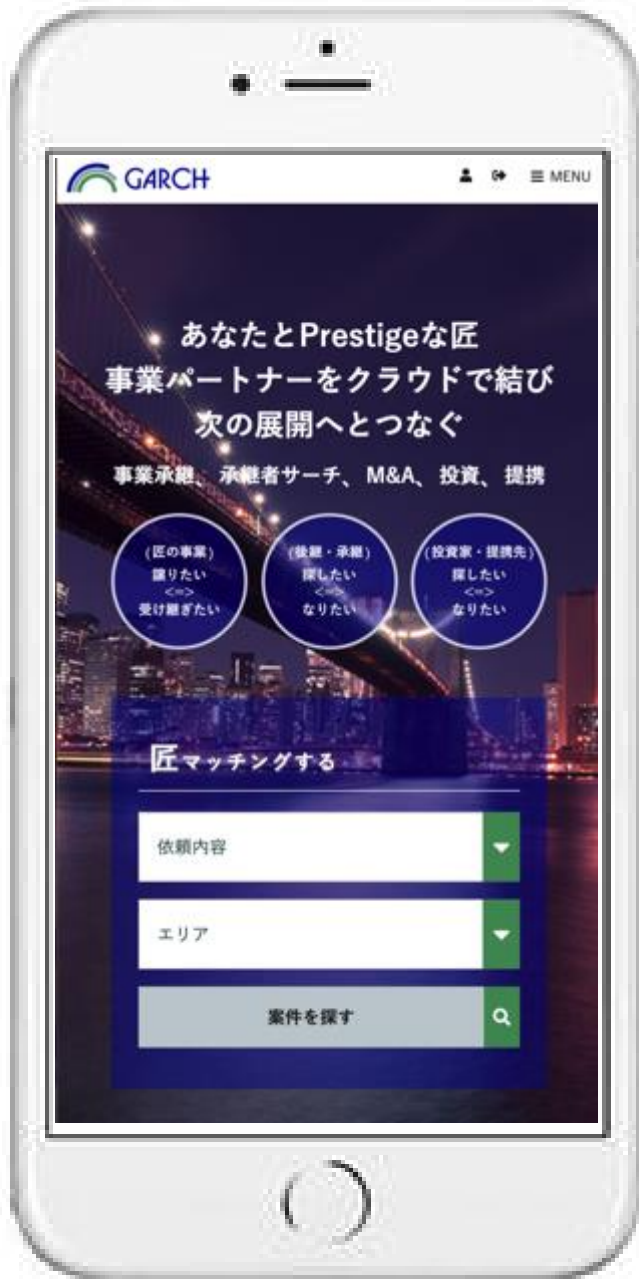 GARCH
MENU
あなたとPrestigeな匠
事業パートナーをクラウドで結び
次の展開へとつなぐ
事業承継、承継者サーチ、M&A、投資、提携
(匠の事業)
譲りたい
<=>
受け継ぎたい
(後継・承継)
探したい
<=>
なりたい
(投資家・提携先)
探したい
<=>
なりたい
匠マッチングする
依頼内容
エリア
案件を探す